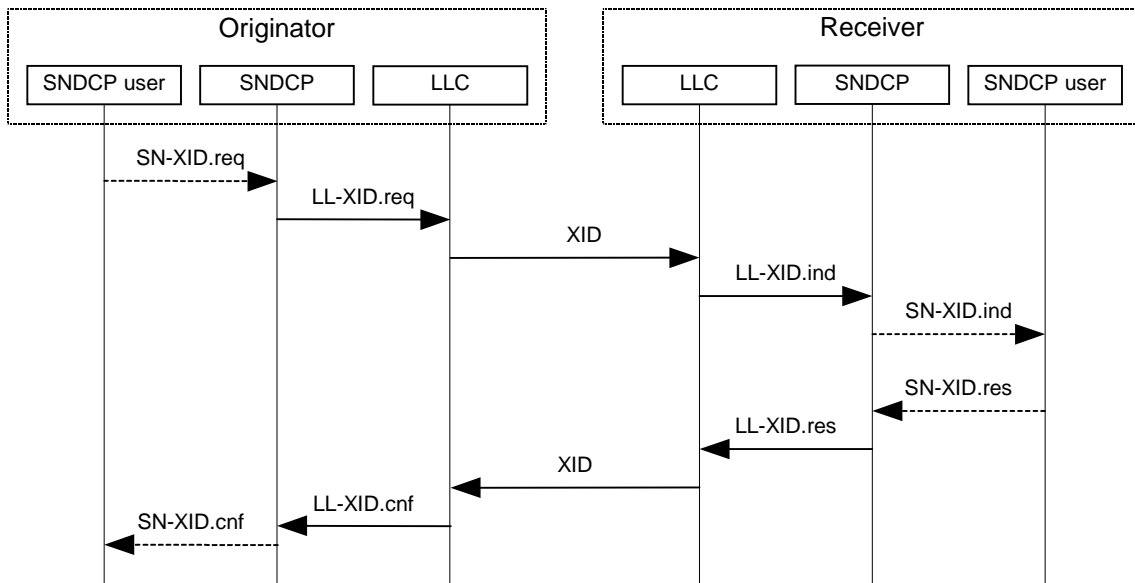 Originator
Receiver
SNDCP user
SNDCP
LLC
LLC
SNDCP
SNDCP user
SN-XID.req
LL-XID.req
XID
LL-XID.ind
SN-XID.ind
SN-XID.res
LL-XID.res
XID
LL-XID.cnf
SN-XID.cnf